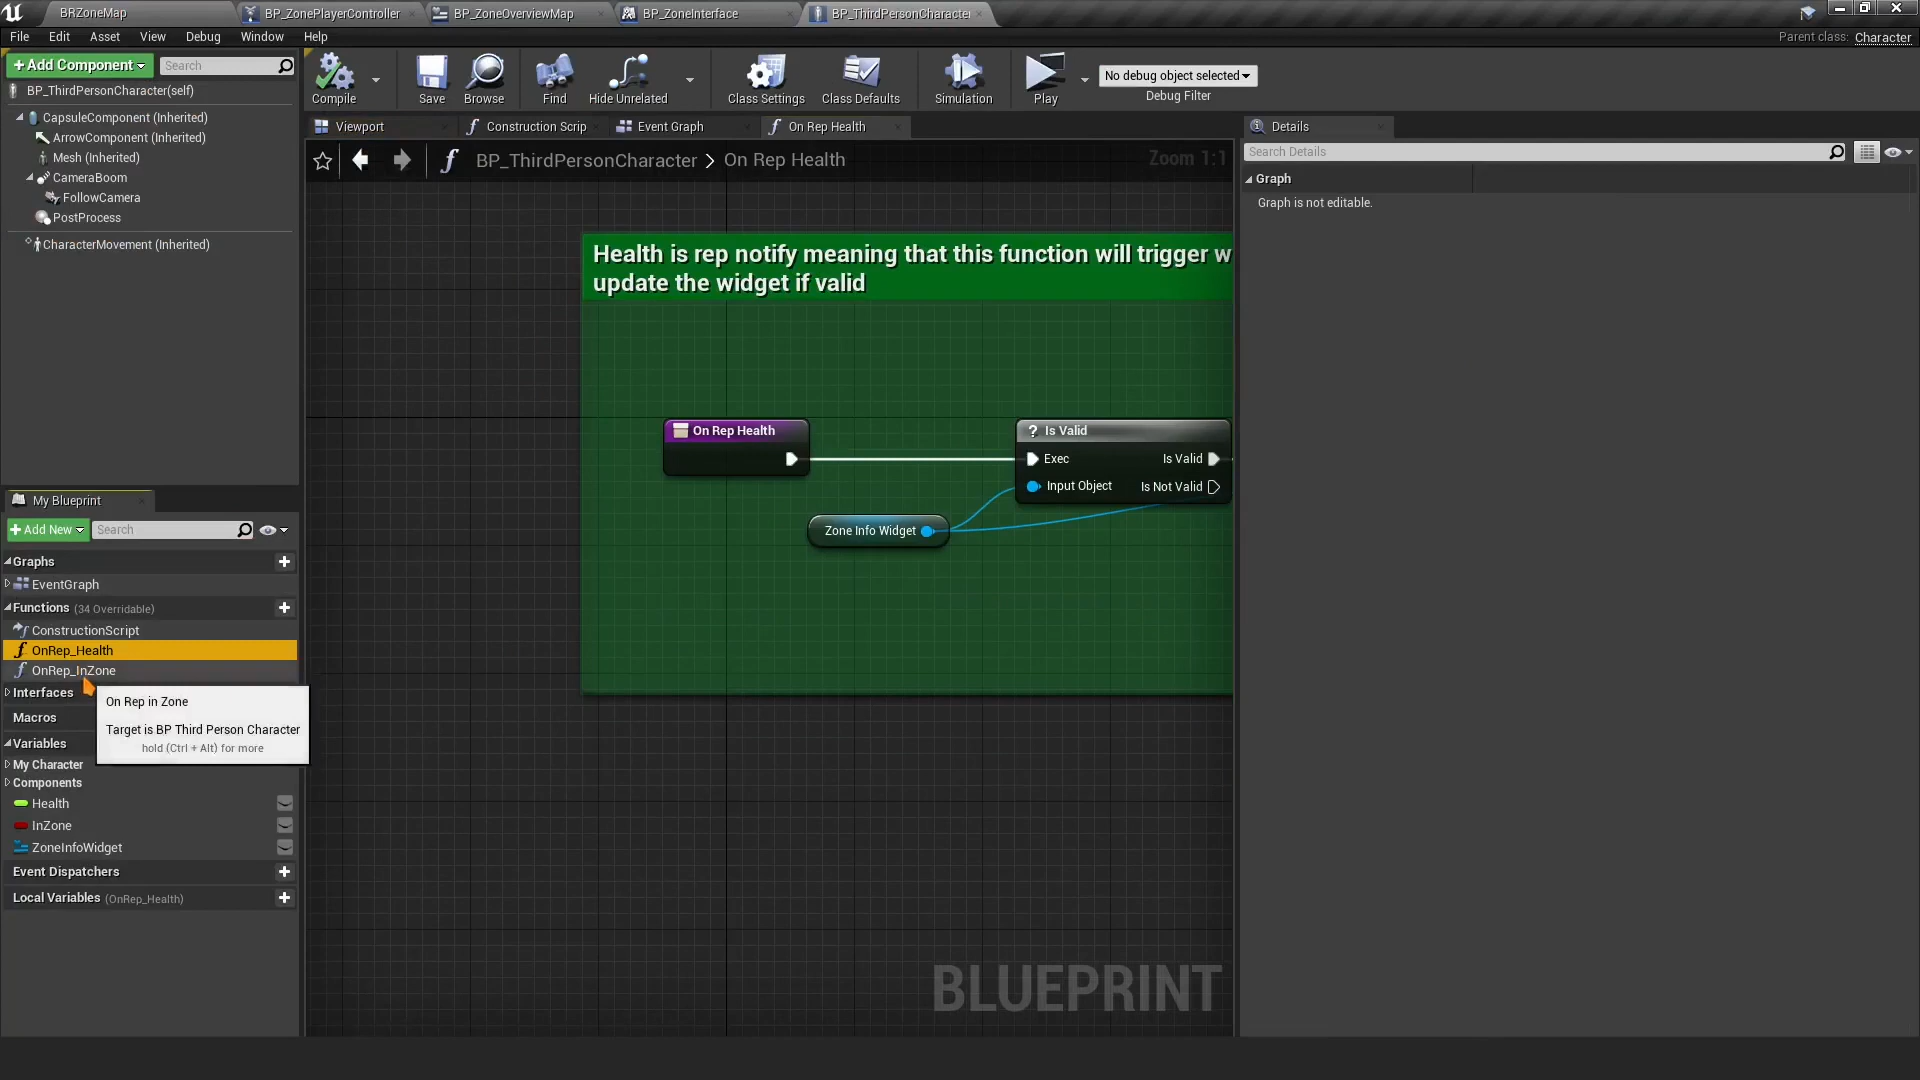 BRZoneMap
BP_ZonePlayerController
BP_ZoneOverviewMap
BP_ZoneInterface
BP_ThirdPersonCharacter
File Edit Asset View Debug Window Help
Parent class: Character
Add Component
Search
BP_ThirdPersonCharacter(self)
CapsuleComponent (Inherited)
ArrowComponent (Inherited)
Mesh (Inherited)
CameraBoom
FollowCamera
PostProcess
CharacterMovement (Inherited)
Compile
Save
Browse
Find
Hide Unrelated
Class Settings
Class Defaults
Simulation
Play
No debug object selected
Debug Filter
Viewport
Construction Scrip
Event Graph
On Rep Health
BP_ThirdPersonCharacter > On Rep Health
Zoom 1:1
Health is rep notify meaning that this function will trigger w
update the widget if valid
On Rep Health
Is Valid
Exec
Is Valid
Input Object
Is Not Valid
Zone Info Widget
BLUEPRINT
Details
Search Details
Graph
Graph is not editable.
My Blueprint
Add New
Search
Graphs
EventGraph
Functions (34 Overridable)
ConstructionScript
OnRep_Health
OnRep_InZone
Interfaces
On Rep in Zone
Target is BP Third Person Character
hold (Ctrl + Alt) for more
Macros
Variables
My Character
Components
Health
InZone
ZoneInfoWidget
Event Dispatchers
Local Variables (OnRep_Health)